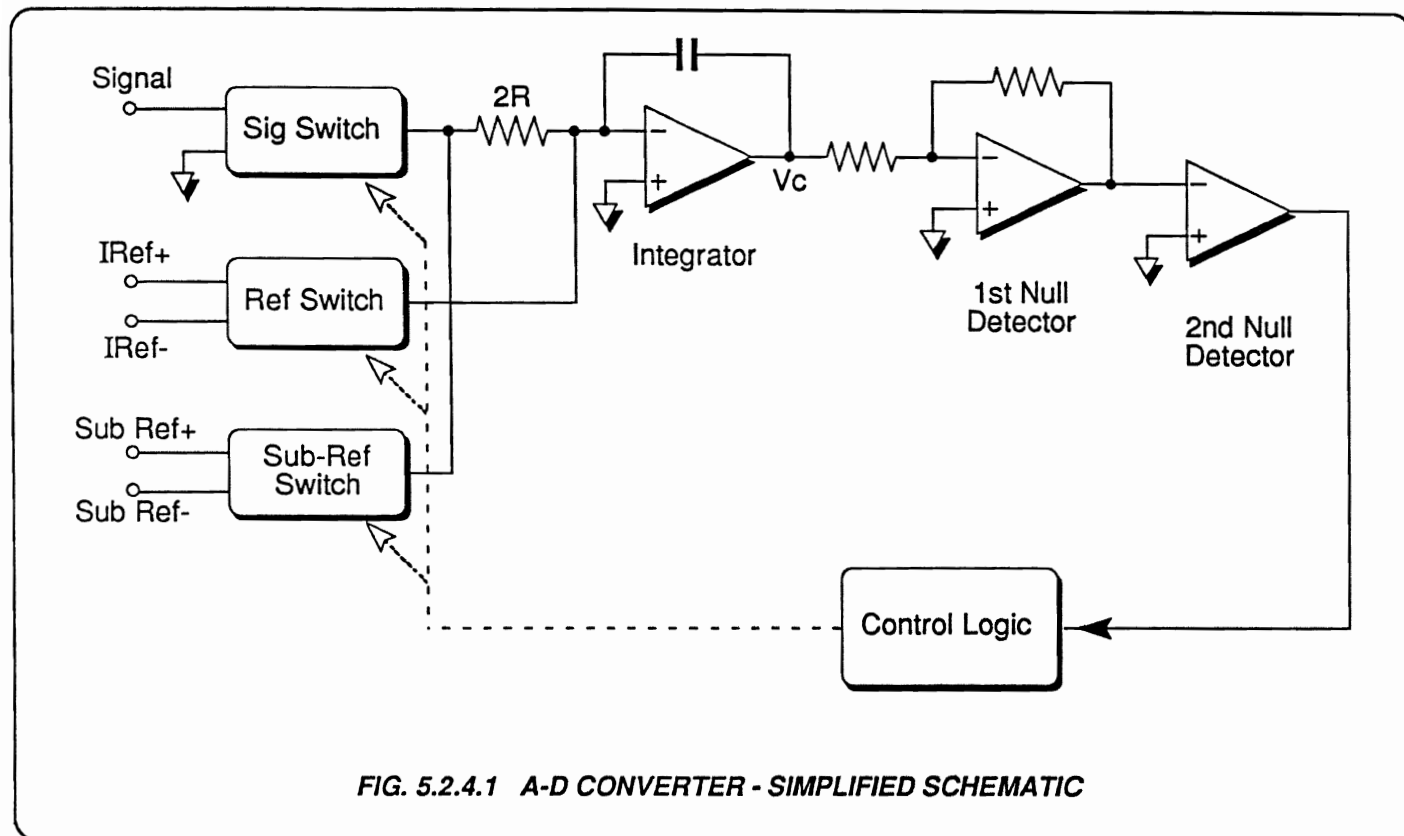 Signal
Sig Switch
2R
−
+
Vc
Integrator
−
+
1st Null
Detector
−
+
2nd Null
Detector
IRef+
IRef-
Ref Switch
Sub Ref+
Sub Ref-
Sub-Ref
Switch
Control Logic
FIG. 5.2.4.1 A-D CONVERTER - SIMPLIFIED SCHEMATIC